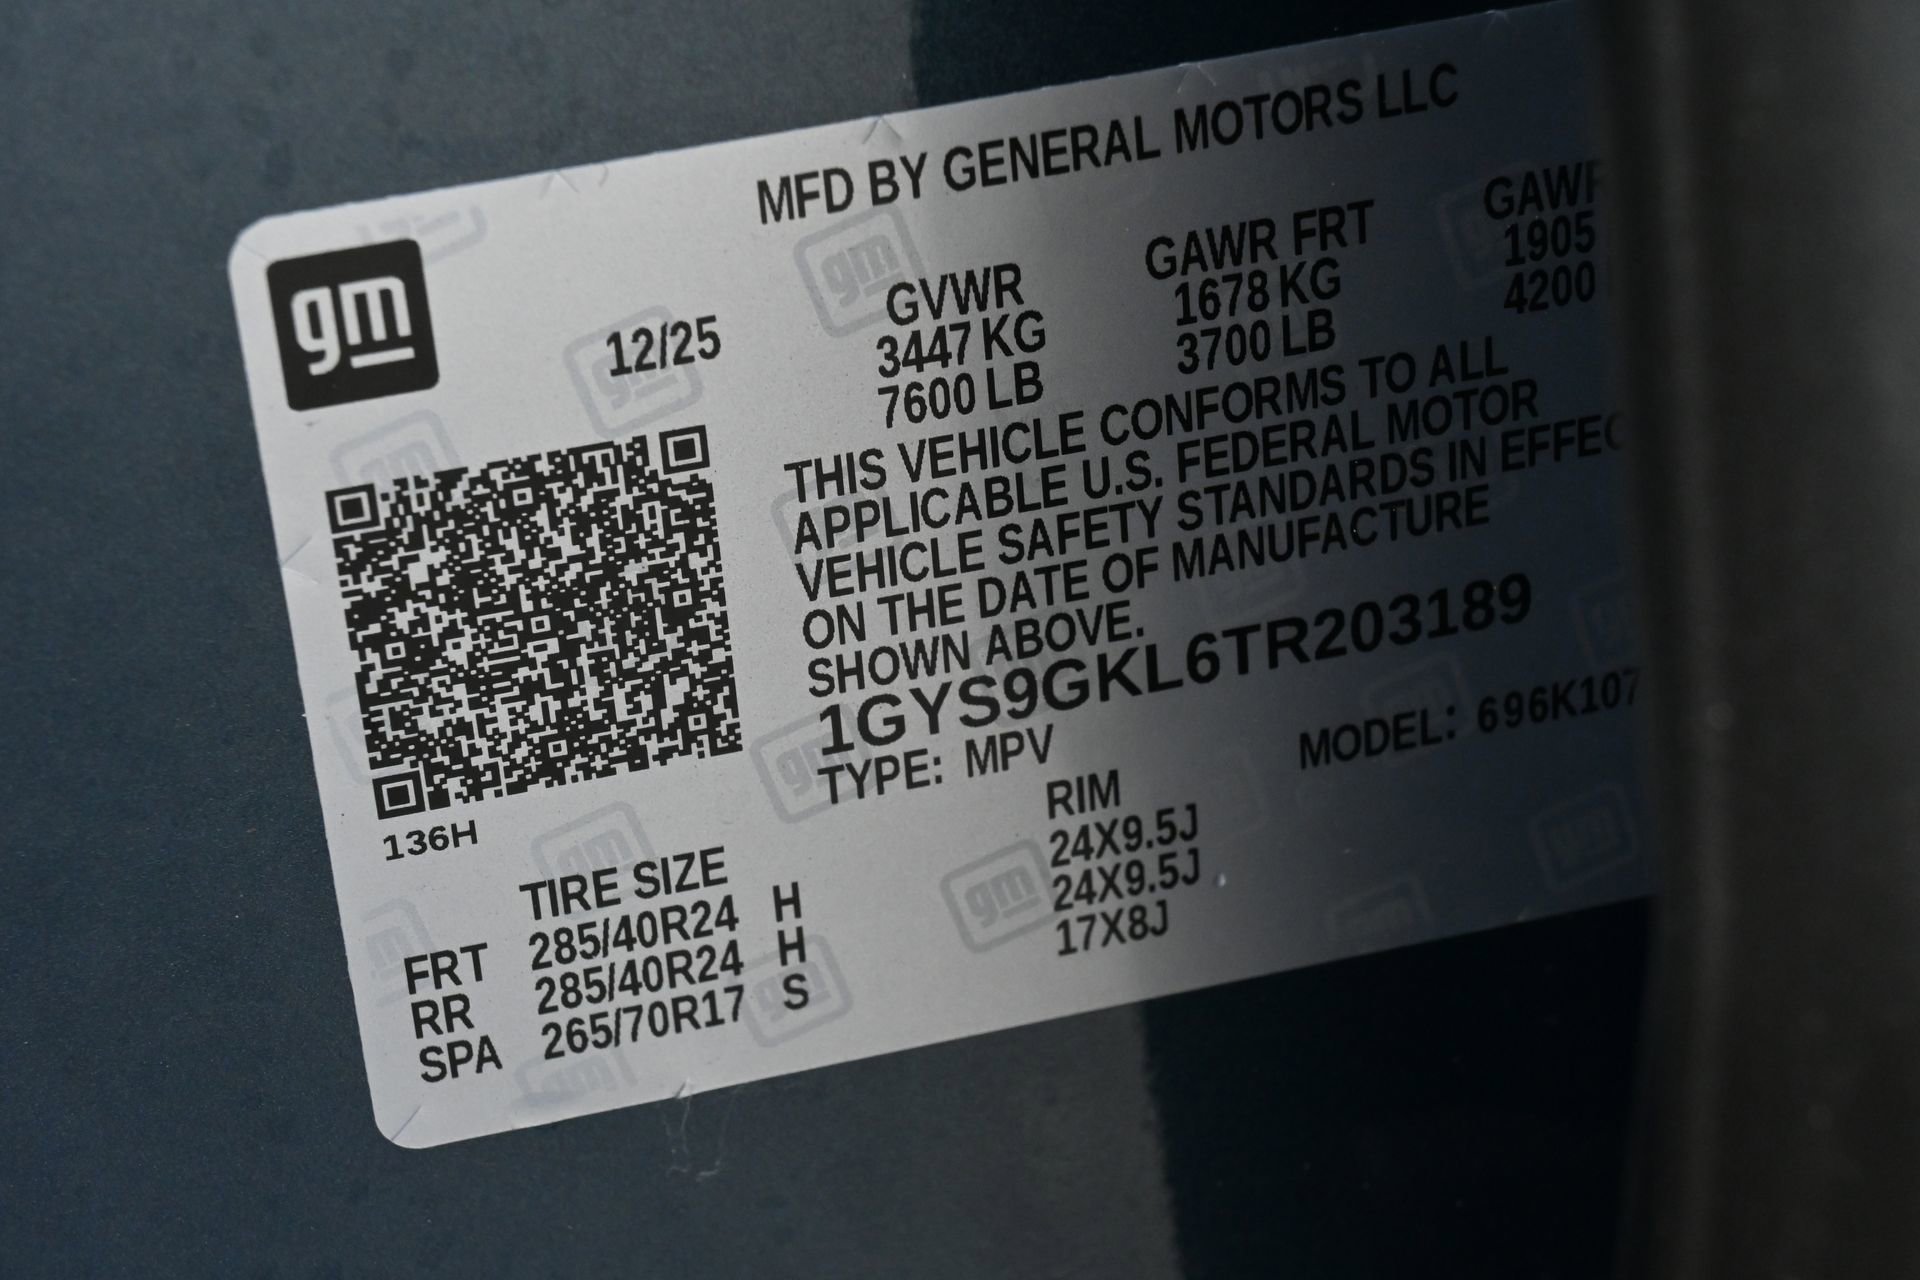 MFD BY GENERAL MOTORS LLC
gm
12/25
GVWR
3447 KG
7600 LB
GAWR FRT
1678 KG
3700 LB
GAWR
1905
4200
THIS VEHICLE CONFORMS TO ALL
APPLICABLE U.S. FEDERAL MOTOR
VEHICLE SAFETY STANDARDS IN EFFEC
ON THE DATE OF MANUFACTURE
SHOWN ABOVE.
1GYS9GKL6TR203189
TYPE: MPV MODEL: 696K107
136H
TIRE SIZE RIM
FRT 285/40R24 H 24X9.5J
RR 285/40R24 H 24X9.5J
SPA 265/70R17 S 17X8J